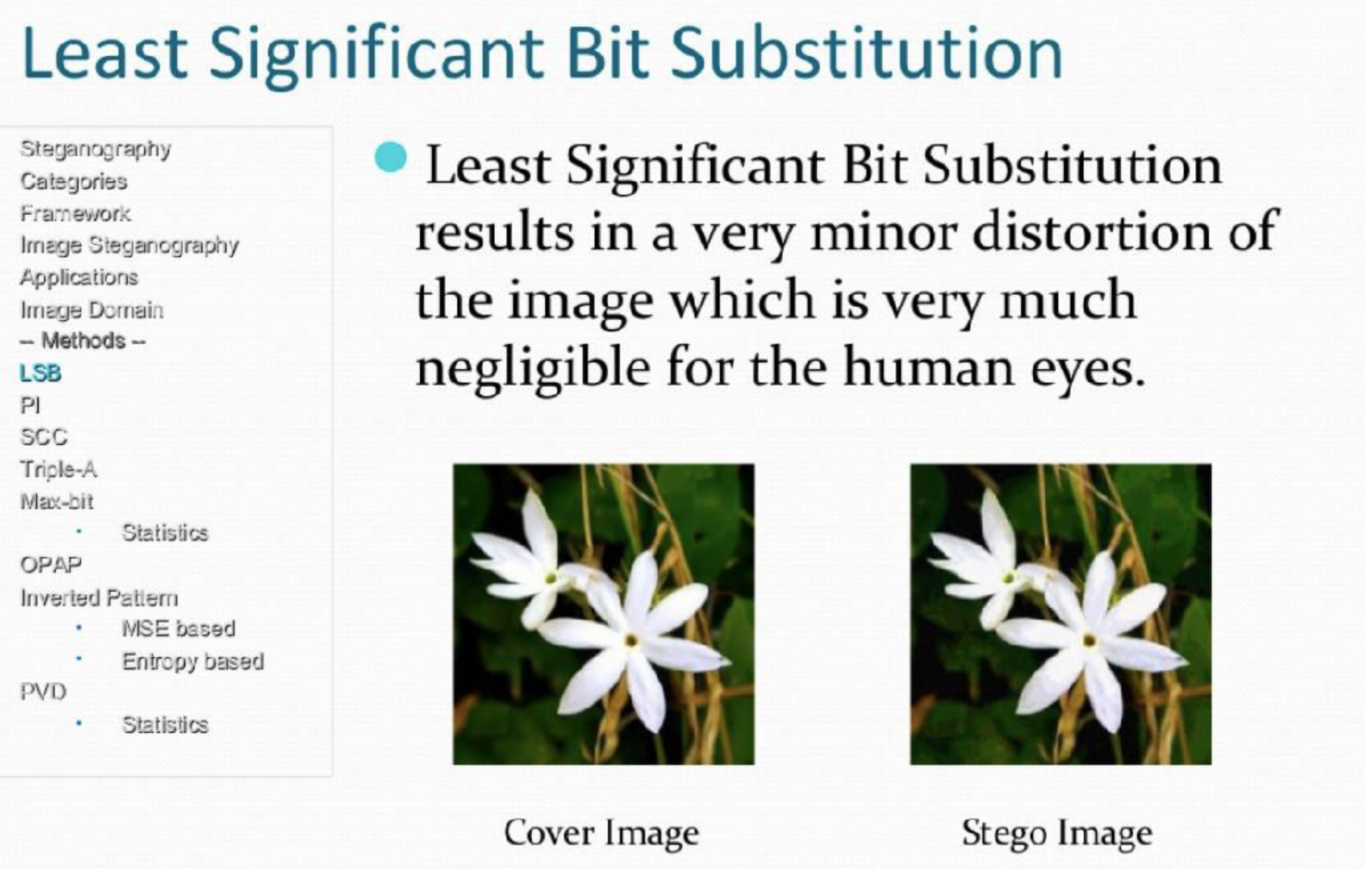 Least Significant Bit Substitution
Steganography
Categories
Framework
Image Steganography
Applications
Image Domain
-- Methods --
LSB
PI
SCC
Triple-A
Max-bit
• Statistics
OPAP
Inverted Pattern
• MSE based
• Entropy based
PVD
• Statistics
● Least Significant Bit Substitution
results in a very minor distortion of
the image which is very much
negligible for the human eyes.
Cover Image
Stego Image